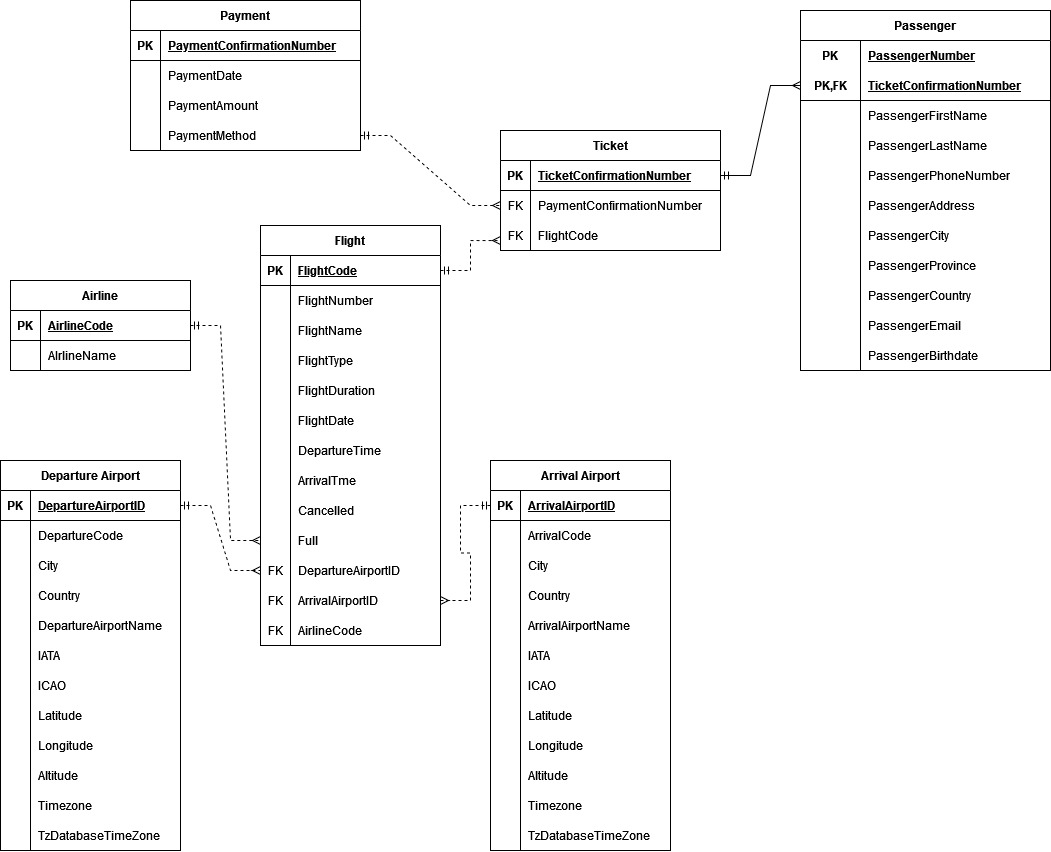 Payment
PK PaymentConfirmationNumber
PaymentDate
PaymentAmount
PaymentMethod
Passenger
PK PassengerNumber
PK,FK TicketConfirmationNumber
PassengerFirstName
PassengerLastName
PassengerPhoneNumber
PassengerAddress
PassengerCity
PassengerProvince
PassengerCountry
PassengerEmail
PassengerBirthdate
Ticket
PK TicketConfirmationNumber
FK PaymentConfirmationNumber
FK FlightCode
Flight
PK FlightCode
FlightNumber
FlightName
FlightType
FlightDuration
FlightDate
DepartureTime
ArrivalTme
Cancelled
Full
FK DepartureAirportID
FK ArrivalAirportID
FK AirlineCode
Airline
PK AirlineCode
AIrlineName
Departure Airport
PK DepartureAirportID
DepartureCode
City
Country
DepartureAirportName
IATA
ICAO
Latitude
Longitude
Altitude
Timezone
TzDatabaseTimeZone
Arrival Airport
PK ArrivalAirportID
ArrivalCode
City
Country
ArrivalAirportName
IATA
ICAO
Latitude
Longitude
Altitude
Timezone
TzDatabaseTimeZone